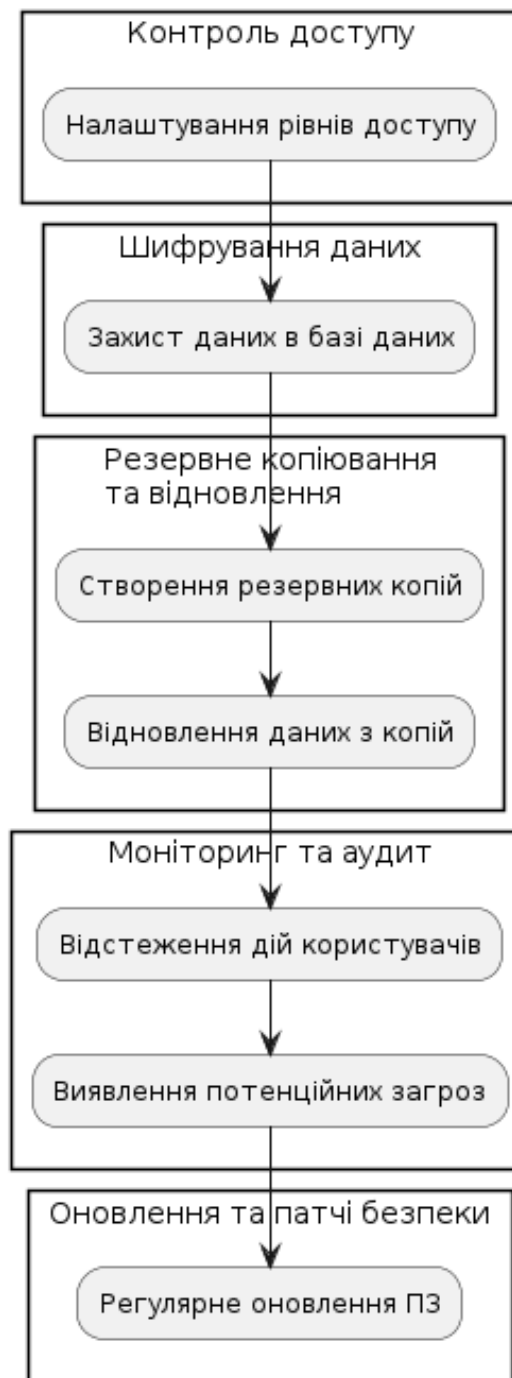 Контроль доступу
Налаштування рівнів доступу
Шифрування даних
Захист даних в базі даних
Резервне копіювання
та відновлення
Створення резервних копій
Відновлення даних з копій
Моніторинг та аудит
Відстеження дій користувачів
Виявлення потенційних загроз
Оновлення та патчі безпеки
Регулярне оновлення ПЗ